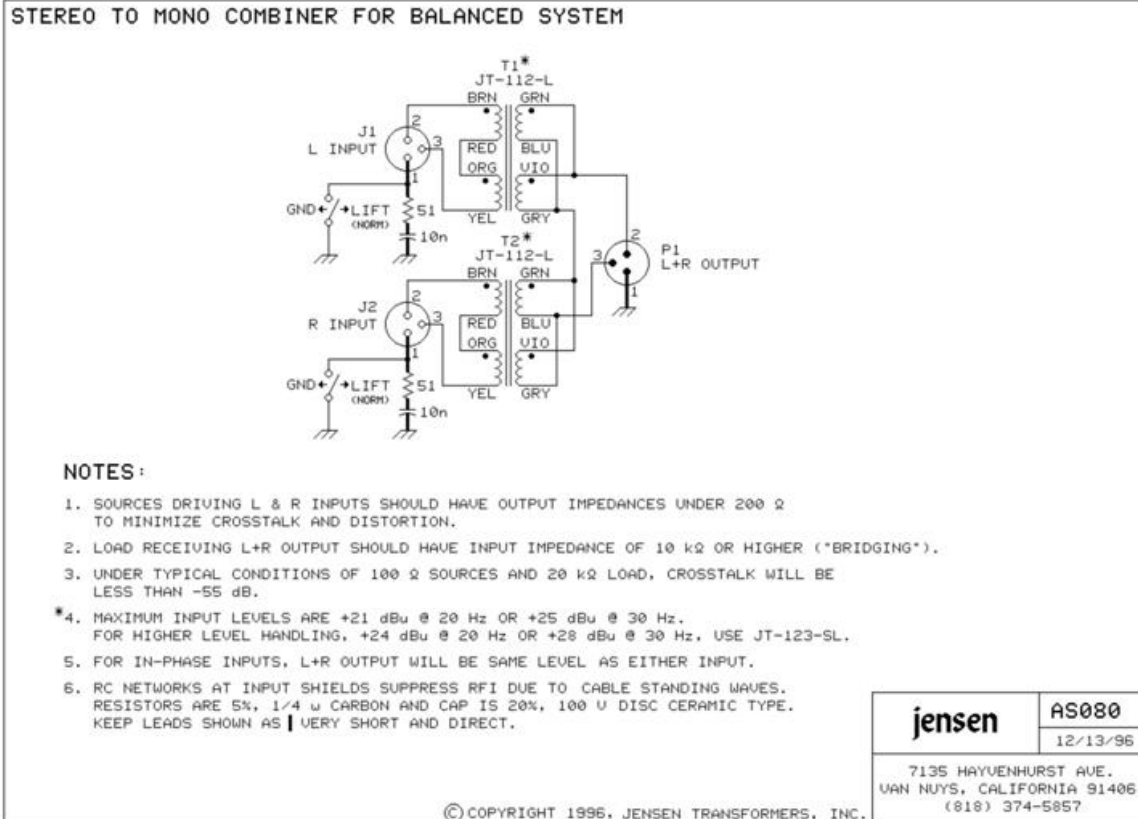 STEREO TO MONO COMBINER FOR BALANCED SYSTEM
T1*
JT-112-L
BRN GRN
2
J1
L INPUT
3
RED BLU
ORG VIO
1
GND LIFT
(NORM)
51
YEL GRY
10n
T2*
JT-112-L
BRN GRN
2
3
P1
L+R OUTPUT
1
2
J2
R INPUT
3
RED BLU
ORG VIO
1
GND LIFT
(NORM)
51
YEL GRY
10n
NOTES:
1. SOURCES DRIVING L & R INPUTS SHOULD HAVE OUTPUT IMPEDANCES UNDER 200 Ω
TO MINIMIZE CROSSTALK AND DISTORTION.
2. LOAD RECEIVING L+R OUTPUT SHOULD HAVE INPUT IMPEDANCE OF 10 kΩ OR HIGHER ("BRIDGING").
3. UNDER TYPICAL CONDITIONS OF 100 Ω SOURCES AND 20 kΩ LOAD, CROSSTALK WILL BE
LESS THAN -55 dB.
*4. MAXIMUM INPUT LEVELS ARE +21 dBu @ 20 Hz OR +25 dBu @ 30 Hz.
FOR HIGHER LEVEL HANDLING, +24 dBu @ 20 Hz OR +28 dBu @ 30 Hz, USE JT-123-SL.
5. FOR IN-PHASE INPUTS, L+R OUTPUT WILL BE SAME LEVEL AS EITHER INPUT.
6. RC NETWORKS AT INPUT SHIELDS SUPPRESS RFI DUE TO CABLE STANDING WAVES.
RESISTORS ARE 5%, 1/4 w CARBON AND CAP IS 20%, 100 V DISC CERAMIC TYPE.
KEEP LEADS SHOWN AS | VERY SHORT AND DIRECT.
jensen
AS080
12/13/96
7135 HAYVENHURST AVE.
VAN NUYS, CALIFORNIA 91406
(818) 374-5857
© COPYRIGHT 1996, JENSEN TRANSFORMERS, INC.